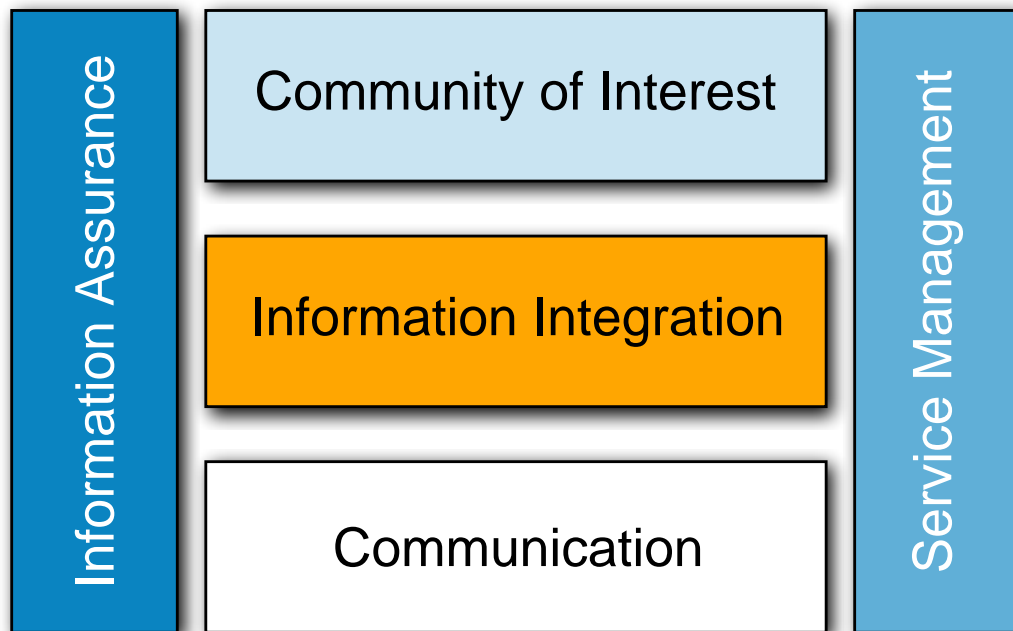 Information Assurance
Community of Interest
Information Integration
Communication
Service Management